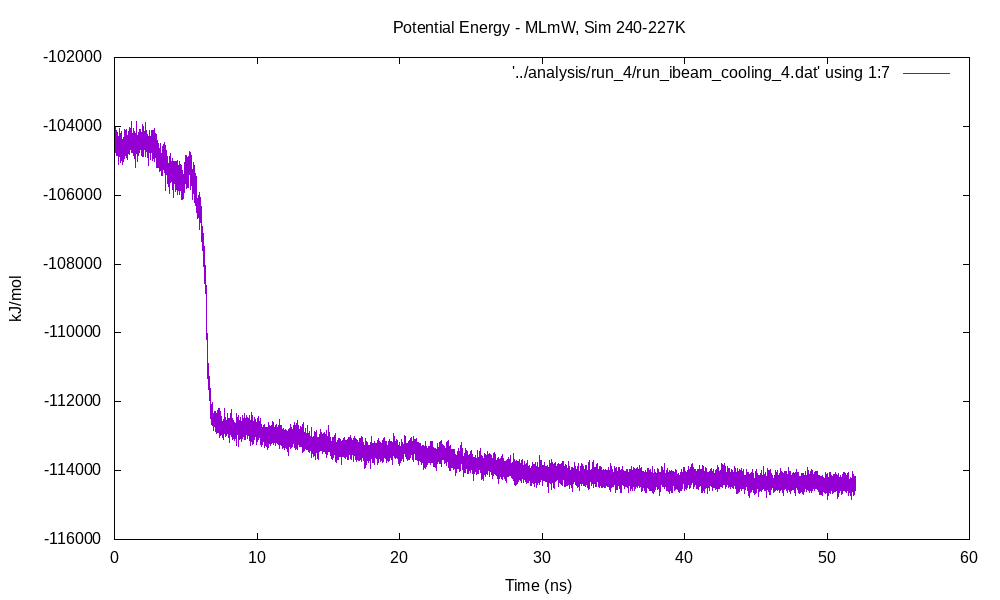 Potential Energy - MLmW, Sim 240-227K
'../analysis/run_4/run_ibeam_cooling_4.dat' using 1:7
-102000
-104000
-106000
-108000
-110000
-112000
-114000
-116000
kJ/mol
0 10 20 30 40 50 60
Time (ns)